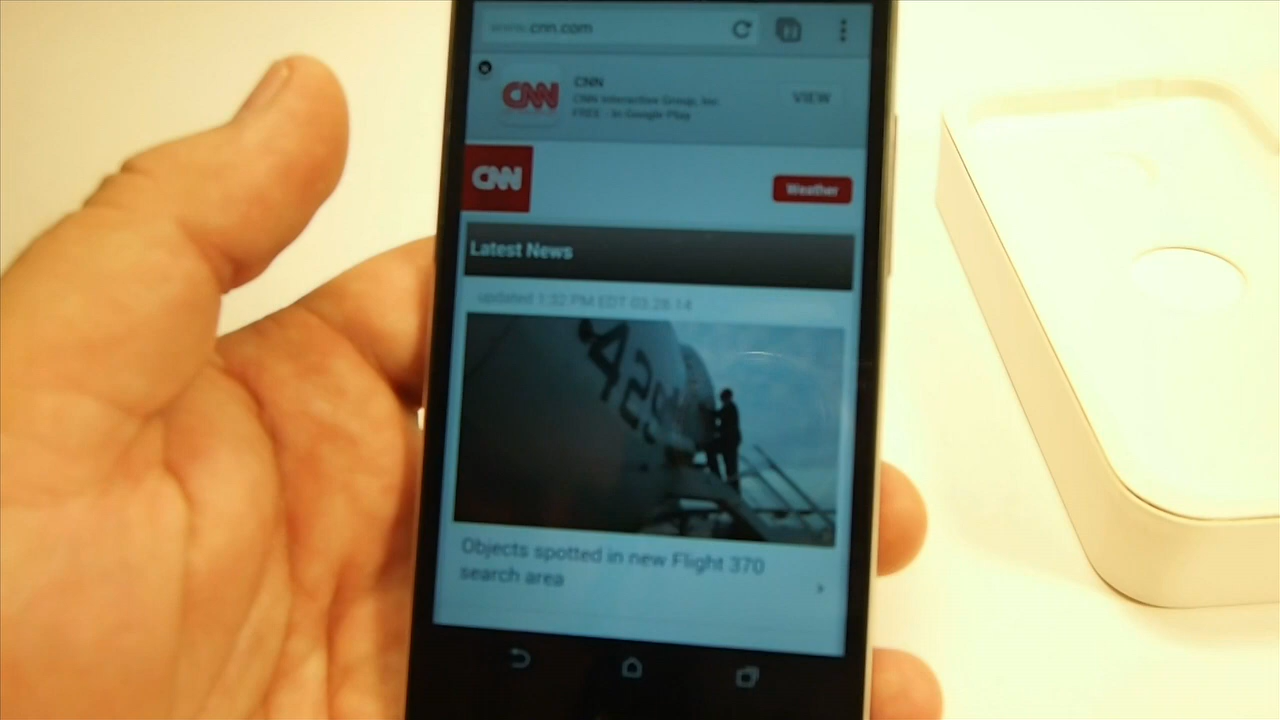 www.cnn.com
CNN
CNN
CNN Interactive Group, Inc.
FREE - In Google Play
VIEW
CNN
Weather
Latest News
updated 1:32 PM EDT 03.28.14
Objects spotted in new Flight 370
search area